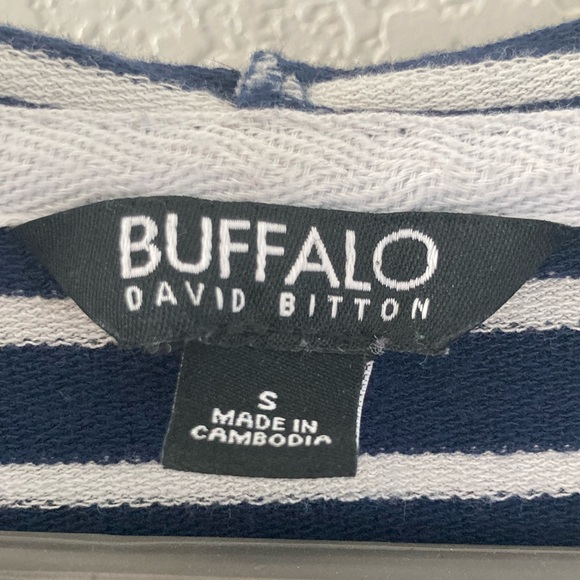 BUFFALO
DAVID BITTON
S
MADE IN
CAMBODIA